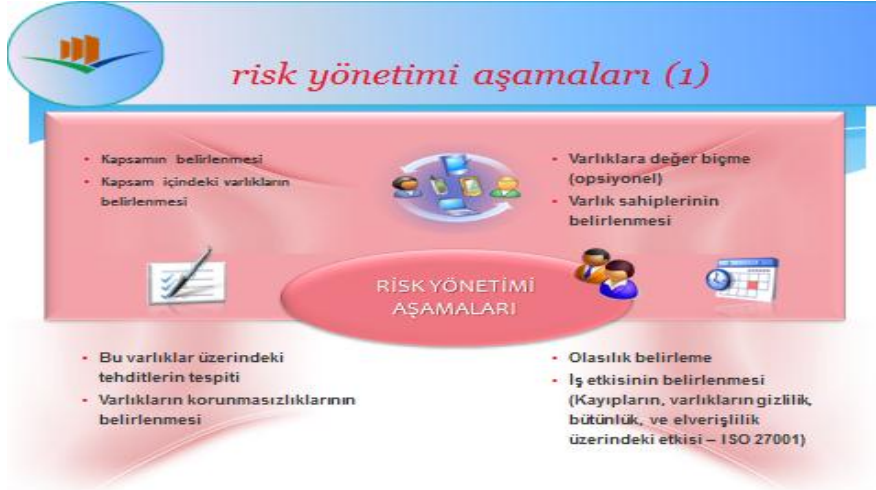 risk yönetimi aşamaları (1)
• Kapsamın belirlenmesi
• Kapsam içindeki varlıkların
belirlenmesi
• Varlıklara değer biçme
(opsiyonel)
• Varlık sahiplerinin
belirlenmesi
RİSK YÖNETİMİ
AŞAMALARI
• Bu varlıklar üzerindeki
tehditlerin tespiti
• Varlıkların korunmasızlıklarının
belirlenmesi
• Olasılık belirleme
• İş etkisinin belirlenmesi
(Kayıpların, varlıkların gizlilik,
bütünlük, ve elverişlilik
üzerindeki etkisi – ISO 27001)